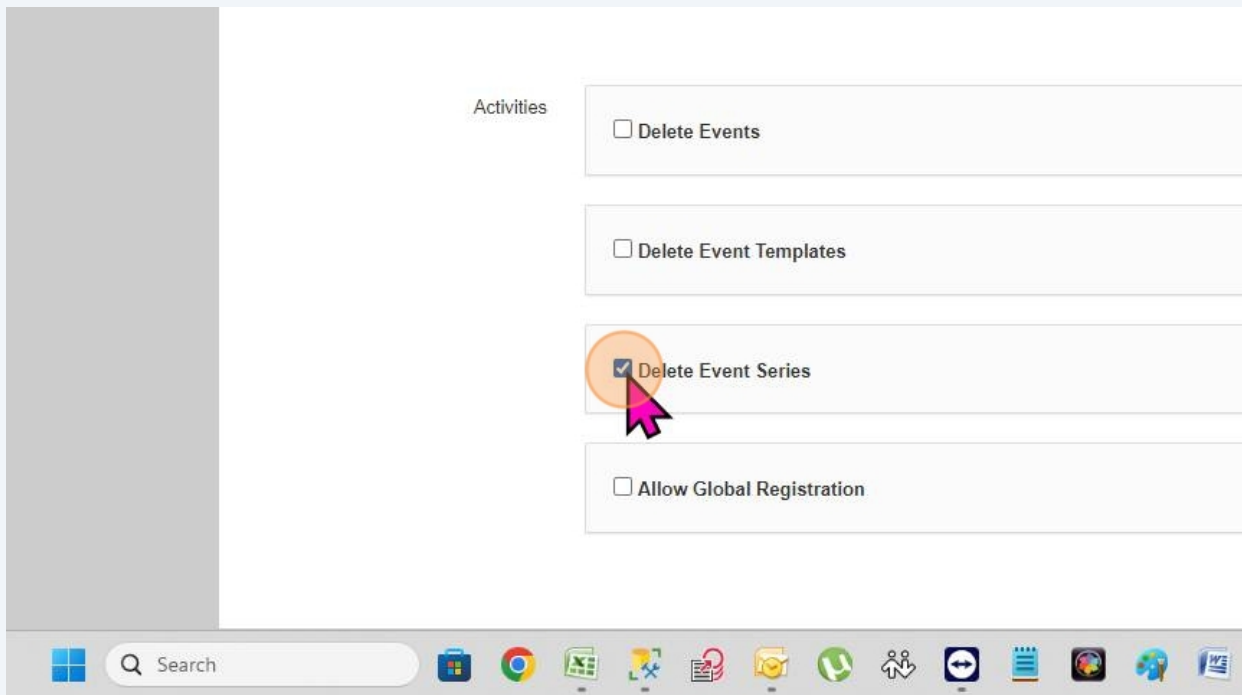 Activities
Delete Events
Delete Event Templates
Delete Event Series
Allow Global Registration
Search